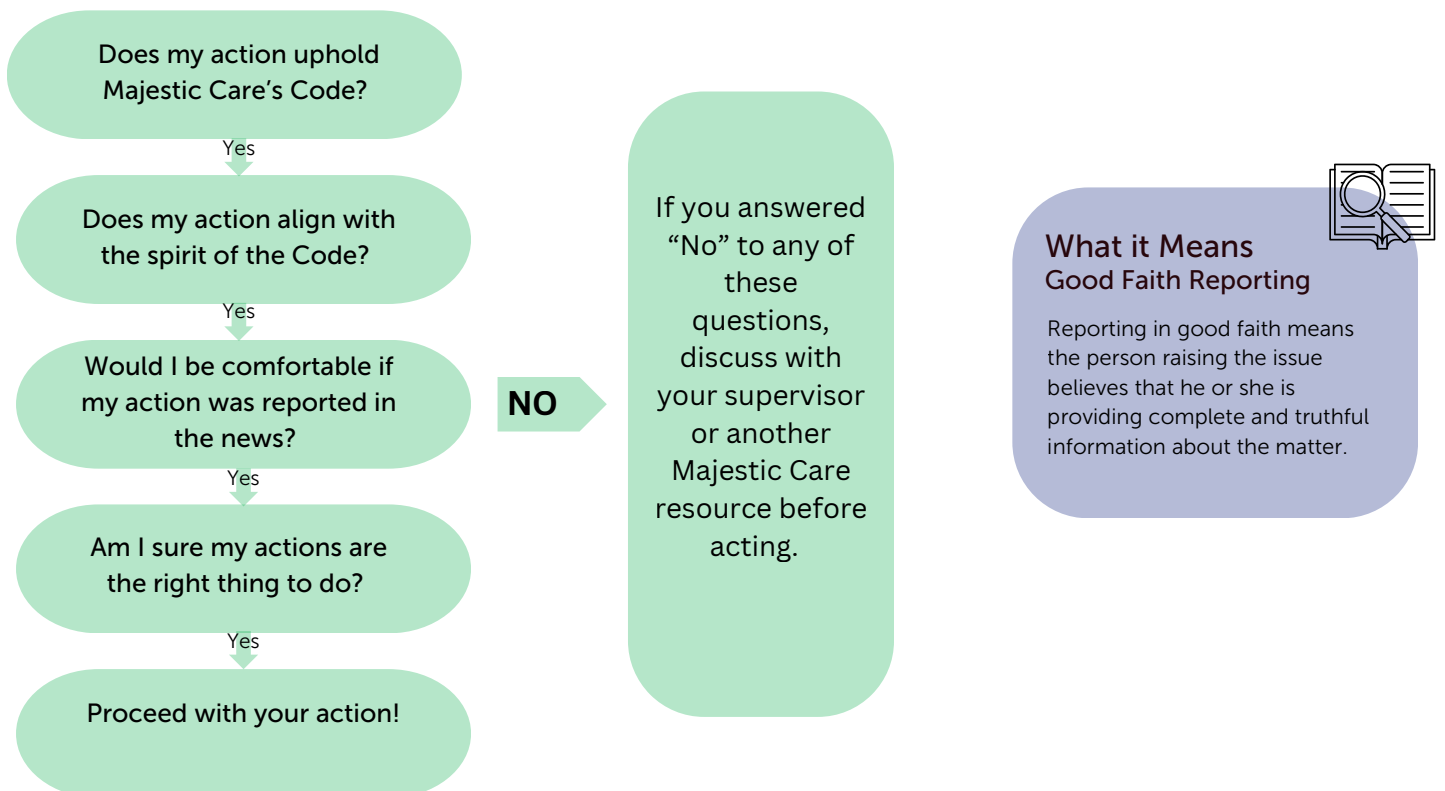 Does my action uphold
Majestic Care’s Code?
Yes
Does my action align with
the spirit of the Code?
Yes
Would I be comfortable if
my action was reported in
the news?
Yes
Am I sure my actions are
the right thing to do?
Yes
Proceed with your action!
NO
If you answered
“No” to any of
these
questions,
discuss with
your supervisor
or another
Majestic Care
resource before
acting.
What it Means
Good Faith Reporting
Reporting in good faith means
the person raising the issue
believes that he or she is
providing complete and truthful
information about the matter.